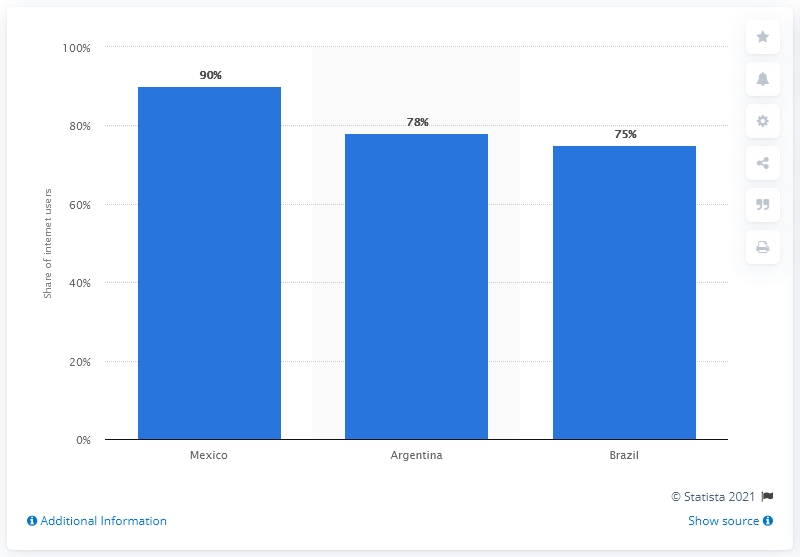 100%
90%
80%
78%
75%
60%
40%
20%
0%
Share of internet users
Mexico Argentina Brazil
© Statista 2021
Additional Information Show source